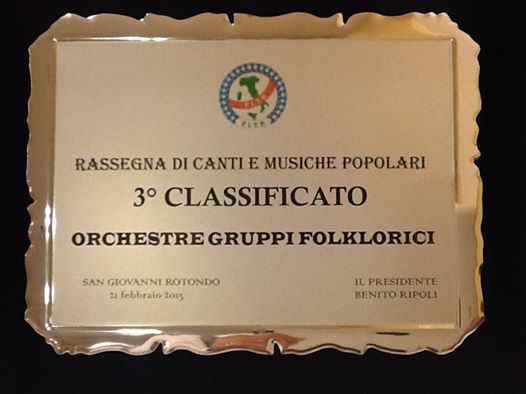 F.I.T.P.
RASSEGNA DI CANTI E MUSICHE POPOLARI
3° CLASSIFICATO
ORCHESTRE GRUPPI FOLKLORICI
SAN GIOVANNI ROTONDO
21 febbraio 2015
IL PRESIDENTE
BENITO RIPOLI